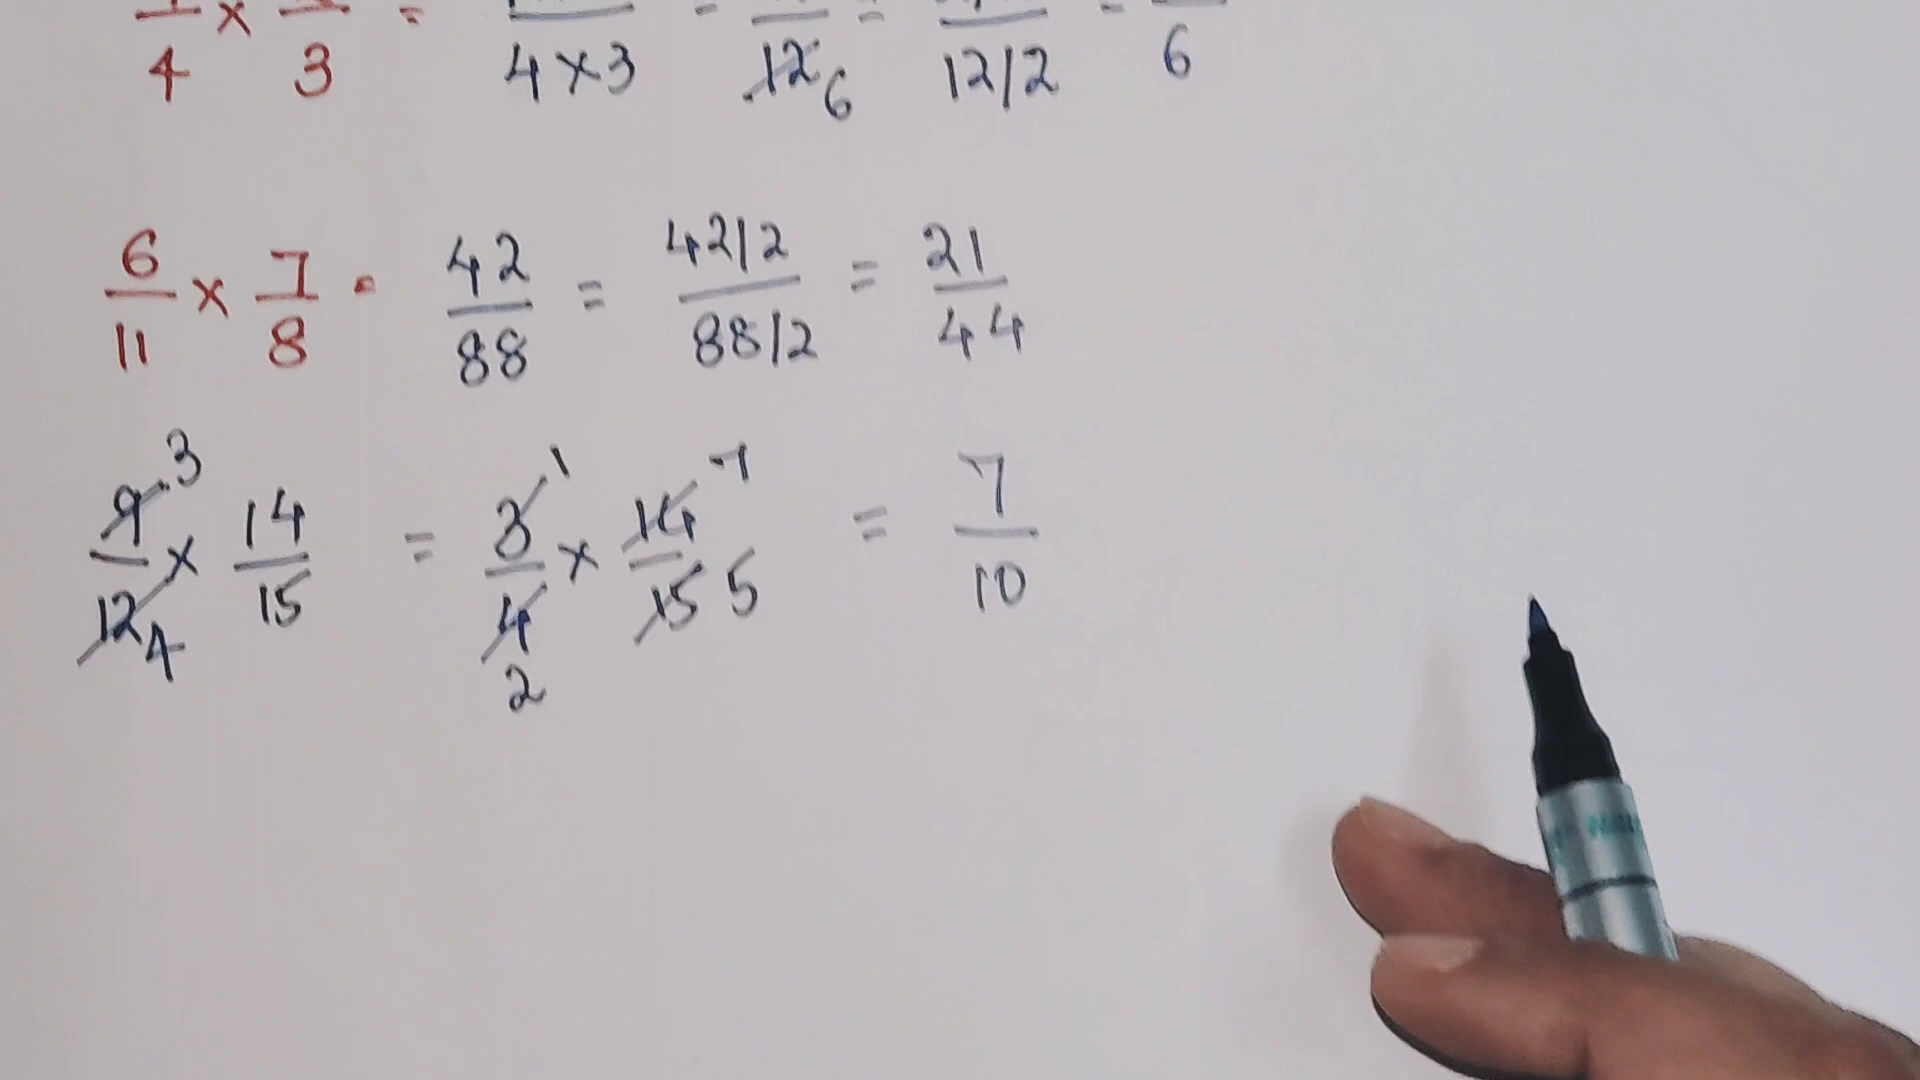 4 × 3 = 4×3 = 12 6 = 12/2 = 6
6/11 × 7/8 = 42/88 = 42/2 / 88/2 = 21/44
9 3 / 12 4 × 14/15 = 3 1 / 4 2 × 14 7 / 15 5 = 7/10